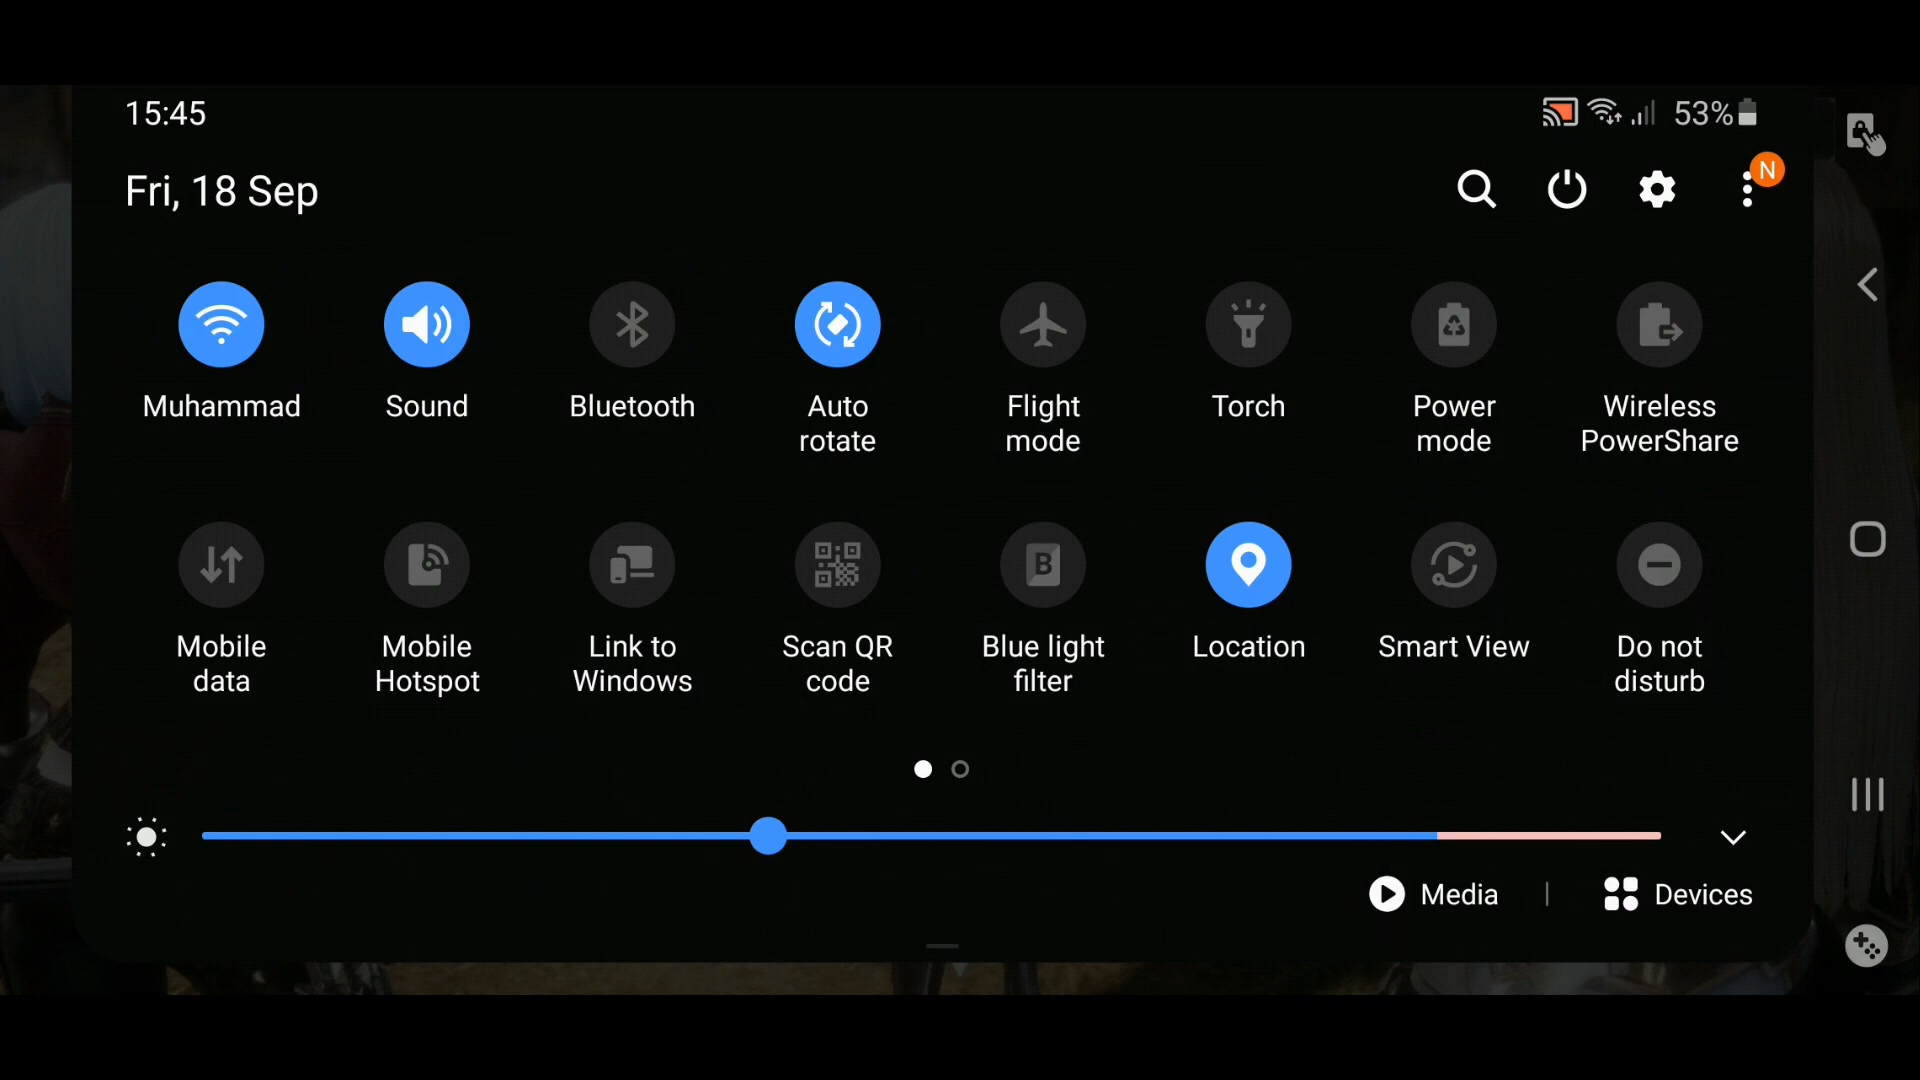 15:45
53%
Fri, 18 Sep
N
Muhammad
Sound
Bluetooth
Auto
rotate
Flight
mode
Torch
Power
mode
Wireless
PowerShare
Mobile
data
Mobile
Hotspot
Link to
Windows
Scan QR
code
B
Blue light
filter
Location
Smart View
Do not
disturb
Media
Devices